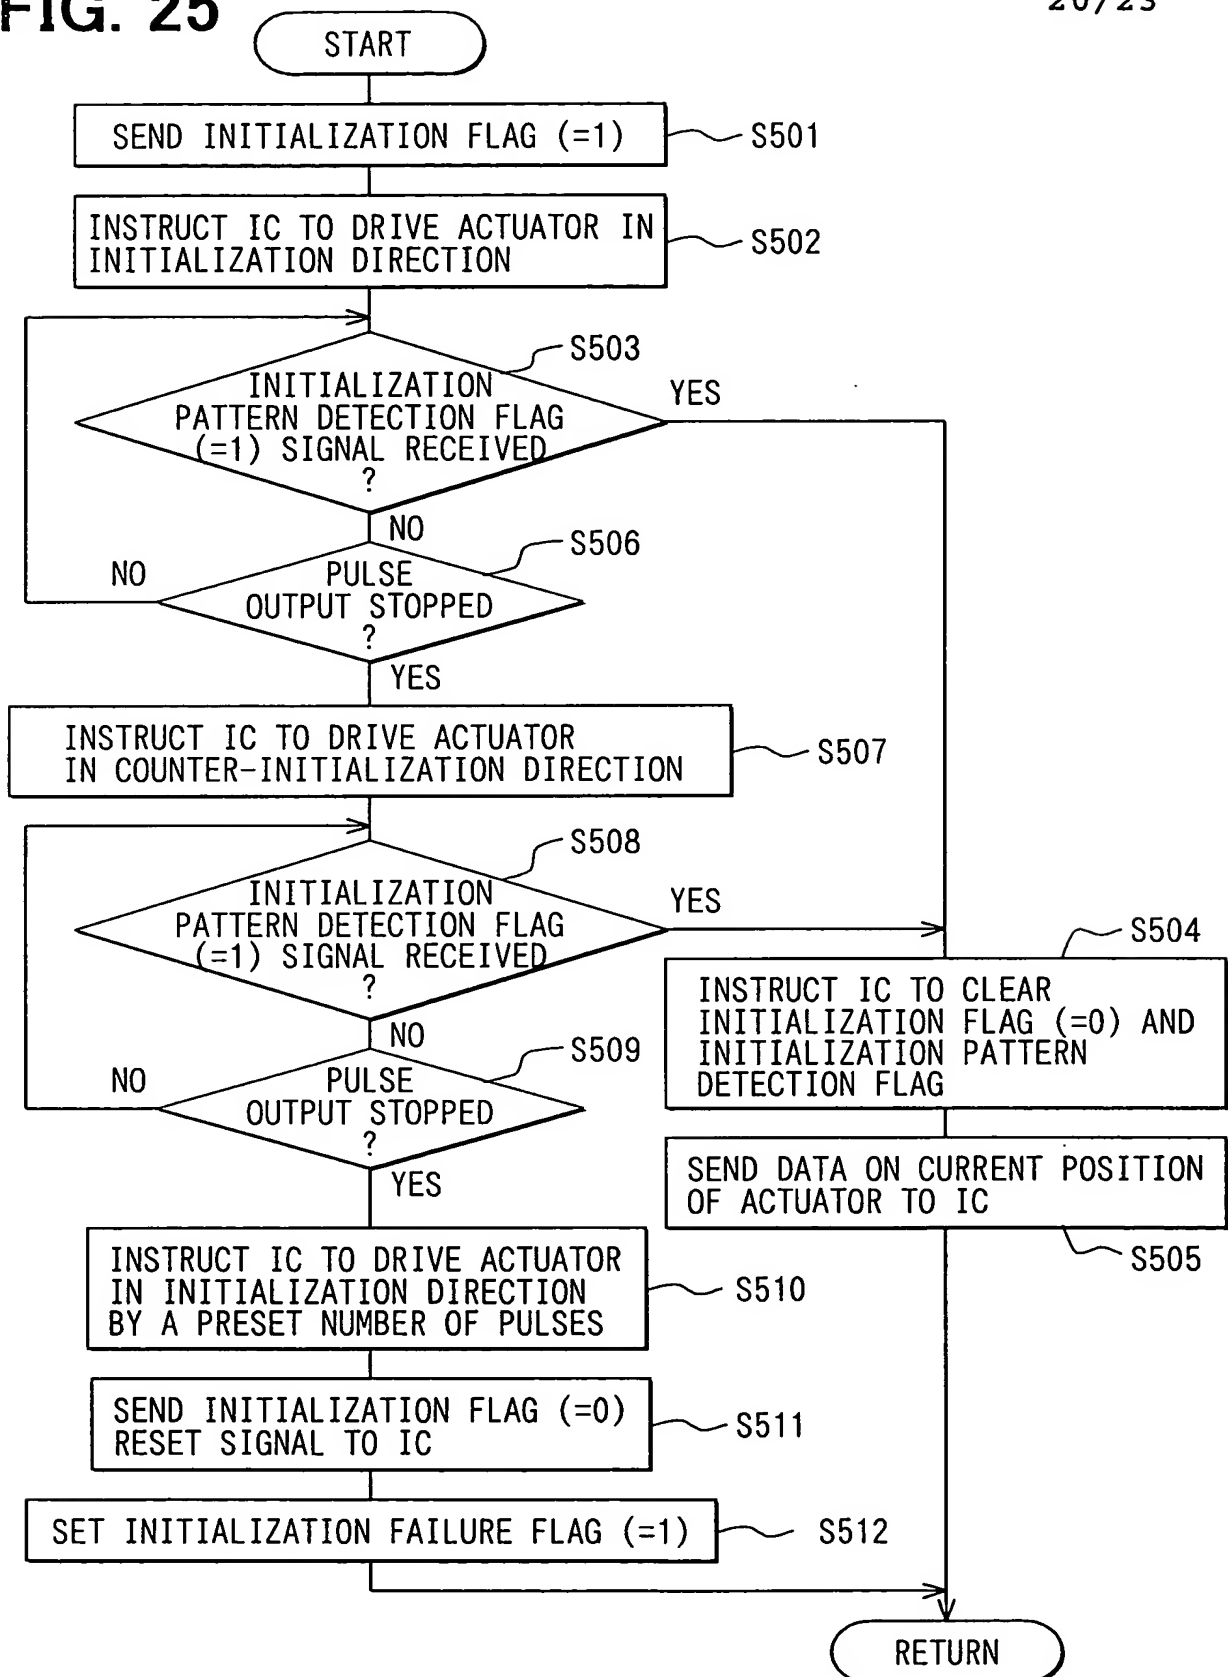 FIG. 25
20/23
START
SEND INITIALIZATION FLAG (=1)
S501
INSTRUCT IC TO DRIVE ACTUATOR IN
INITIALIZATION DIRECTION
S502
S503
INITIALIZATION
PATTERN DETECTION FLAG
(=1) SIGNAL RECEIVED
?
YES
NO
S506
NO
PULSE
OUTPUT STOPPED
?
YES
INSTRUCT IC TO DRIVE ACTUATOR
IN COUNTER-INITIALIZATION DIRECTION
S507
S508
INITIALIZATION
PATTERN DETECTION FLAG
(=1) SIGNAL RECEIVED
?
YES
S504
INSTRUCT IC TO CLEAR
INITIALIZATION FLAG (=0) AND
INITIALIZATION PATTERN
DETECTION FLAG
NO
S509
NO
PULSE
OUTPUT STOPPED
?
YES
SEND DATA ON CURRENT POSITION
OF ACTUATOR TO IC
S505
INSTRUCT IC TO DRIVE ACTUATOR
IN INITIALIZATION DIRECTION
BY A PRESET NUMBER OF PULSES
S510
SEND INITIALIZATION FLAG (=0)
RESET SIGNAL TO IC
S511
SET INITIALIZATION FAILURE FLAG (=1)
S512
RETURN